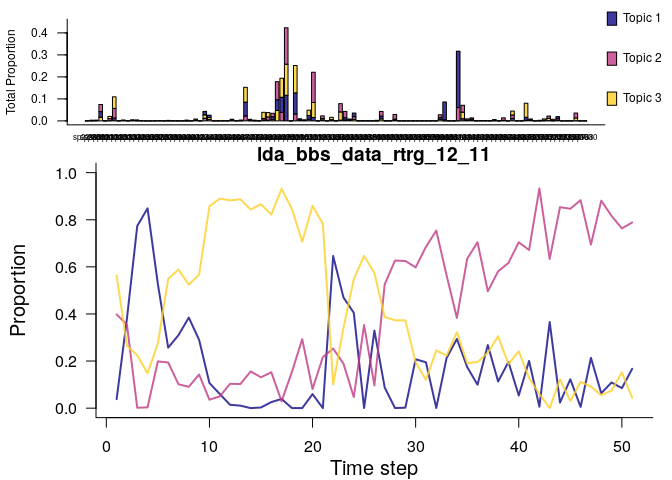 Total Proportion
0.4
0.3
0.2
0.1
0.0
Topic 1
Topic 2
Topic 3
lda_bbs_data_rtrg_12_11
Proportion
1.0
0.8
0.6
0.4
0.2
0.0
0 10 20 30 40 50
Time step